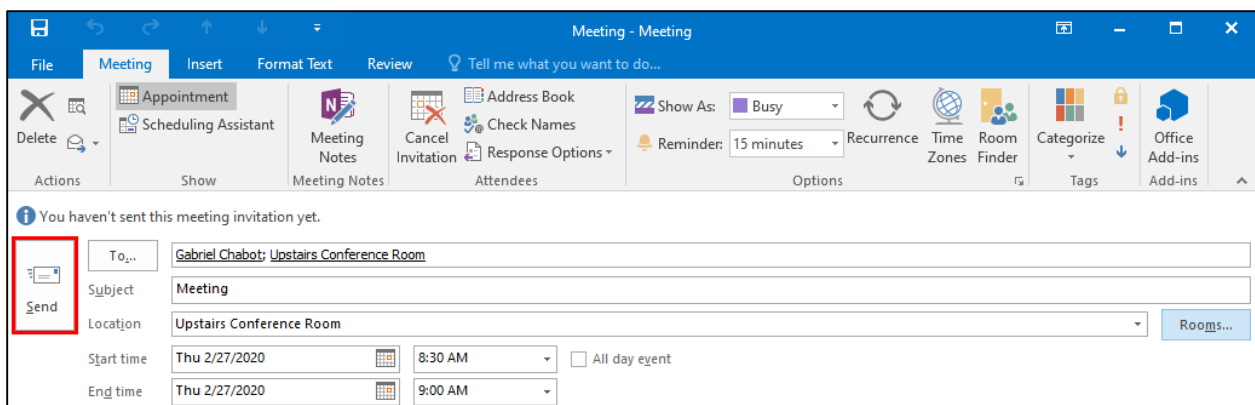 Meeting - Meeting
File Meeting Insert Format Text Review Tell me what you want to do...
Delete
Actions
Appointment
Scheduling Assistant
Show
Meeting
Notes
Meeting Notes
Cancel
Invitation
Address Book
Check Names
Response Options
Attendees
Show As: Busy
Reminder: 15 minutes
Recurrence
Time
Zones
Room
Finder
Options
Categorize
Tags
Office
Add-ins
Add-ins
You haven't sent this meeting invitation yet.
Send
To... Gabriel Chabot; Upstairs Conference Room
Subject Meeting
Location Upstairs Conference Room Rooms...
Start time Thu 2/27/2020 8:30 AM All day event
End time Thu 2/27/2020 9:00 AM